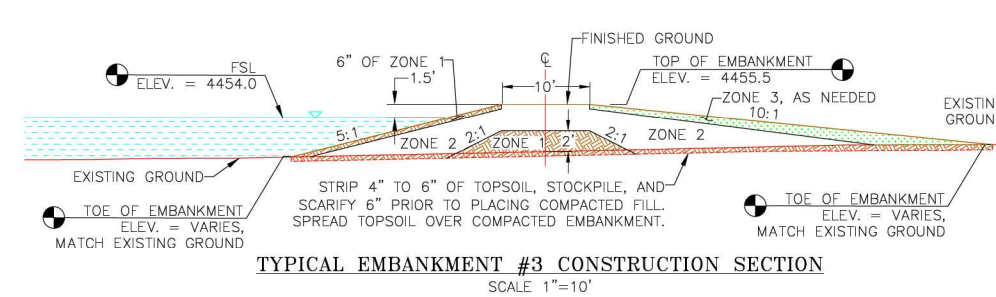 FINISHED GROUND
FSL
ELEV. = 4454.0
6" OF ZONE 1
1.5'
℄
10'
TOP OF EMBANKMENT
ELEV. = 4455.5
ZONE 3, AS NEEDED
10:1
EXISTIN
GROUN
5:1
ZONE 2
2:1
ZONE 1
2'
2:1
ZONE 2
EXISTING GROUND
TOE OF EMBANKMENT
ELEV. = VARIES,
MATCH EXISTING GROUND
STRIP 4" TO 6" OF TOPSOIL, STOCKPILE, AND
SCARIFY 6" PRIOR TO PLACING COMPACTED FILL.
SPREAD TOPSOIL OVER COMPACTED EMBANKMENT.
TOE OF EMBANKMENT
ELEV. = VARIES,
MATCH EXISTING GROUND
TYPICAL EMBANKMENT #3 CONSTRUCTION SECTION
SCALE 1"=10'